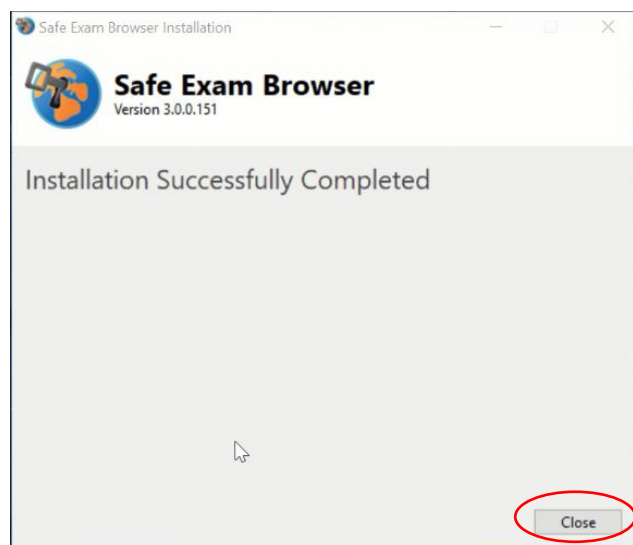 Safe Exam Browser Installation
Safe Exam Browser
Version 3.0.0.151
Installation Successfully Completed
Close